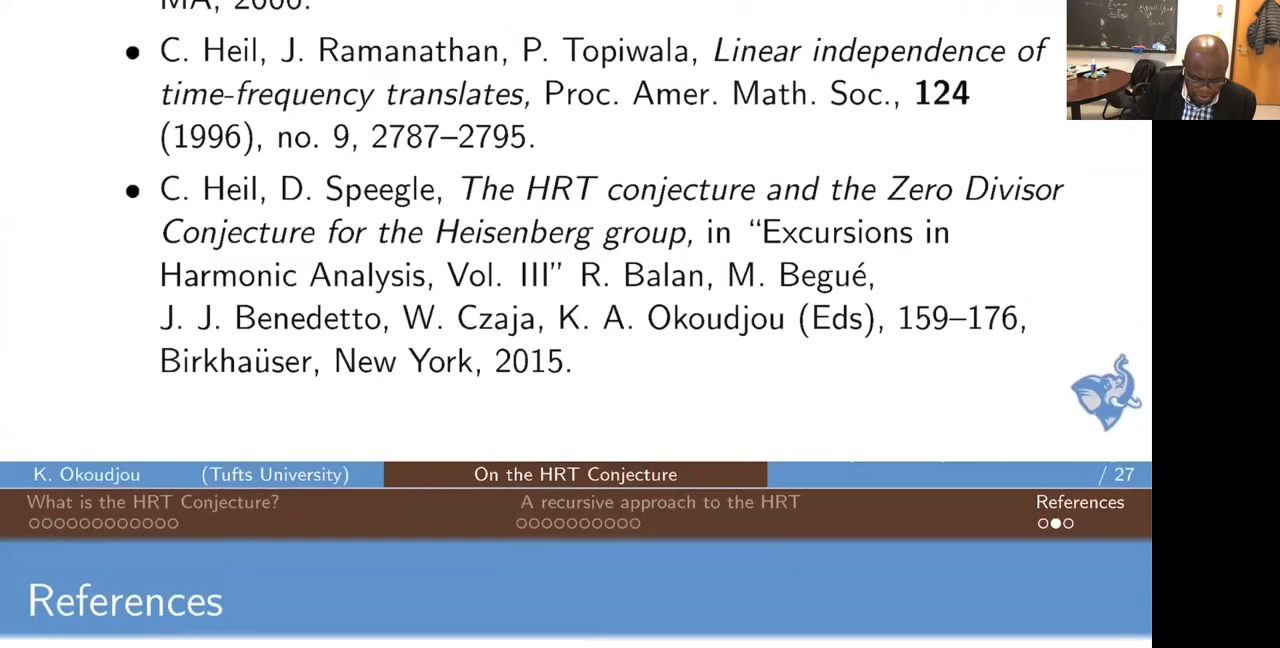 MA, 2006.
• C. Heil, J. Ramanathan, P. Topiwala, Linear independence of
time-frequency translates, Proc. Amer. Math. Soc., 124
(1996), no. 9, 2787–2795.
• C. Heil, D. Speegle, The HRT conjecture and the Zero Divisor
Conjecture for the Heisenberg group, in “Excursions in
Harmonic Analysis, Vol. III” R. Balan, M. Begué,
J. J. Benedetto, W. Czaja, K. A. Okoudjou (Eds), 159–176,
Birkhaüser, New York, 2015.
K. Okoudjou (Tufts University) On the HRT Conjecture / 27
What is the HRT Conjecture? A recursive approach to the HRT References
References